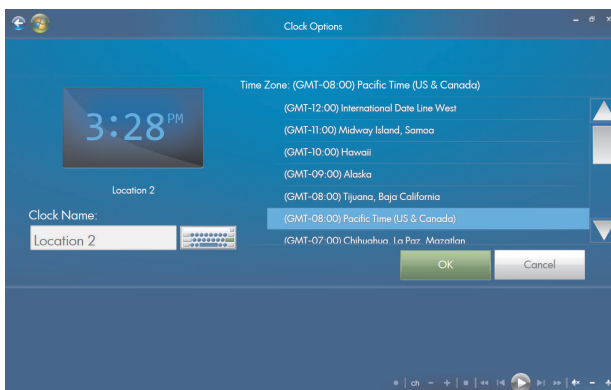 Clock Options
Time Zone: (GMT-08:00) Pacific Time (US & Canada)
(GMT-12:00) International Date Line West
(GMT-11:00) Midway Island, Samoa
(GMT-10:00) Hawaii
(GMT-09:00) Alaska
(GMT-08:00) Tijuana, Baja California
(GMT-08:00) Pacific Time (US & Canada)
(GMT-07:00) Chihuahua, La Paz, Mazatlan
3:28 PM
Location 2
Clock Name:
Location 2
OK
Cancel
ch